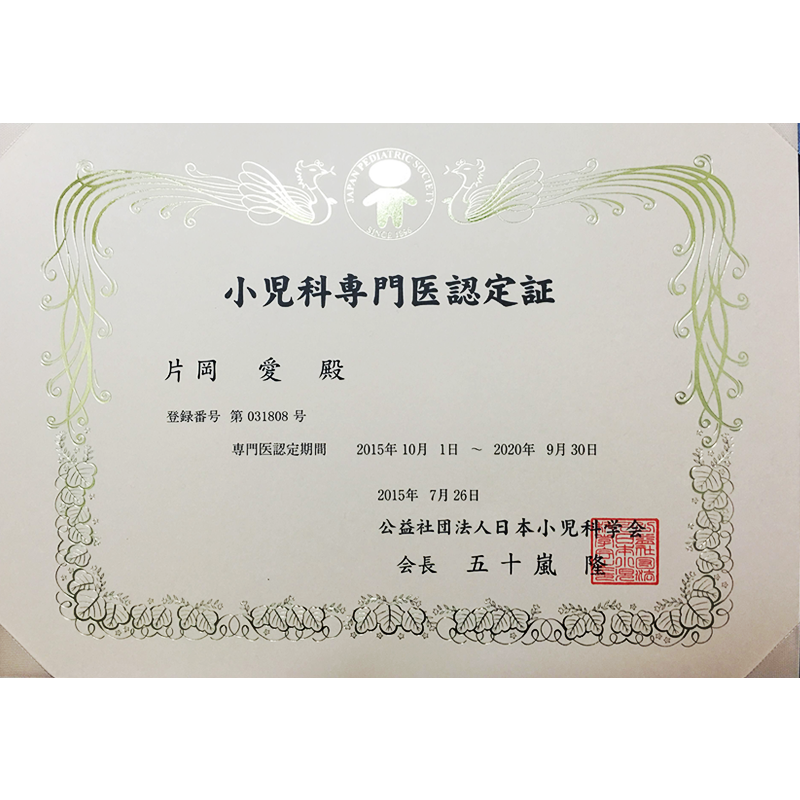 JAPAN PEDIATRIC SOCIETY
小児科専門医認定証
片岡　愛　殿
登録番号 第 031808 号
専門医認定期間　2015年 10月 1日 ～ 2020年 9月 30日
2015年 7月 26日
公益社団法人日本小児科学会
会長　五十嵐　隆